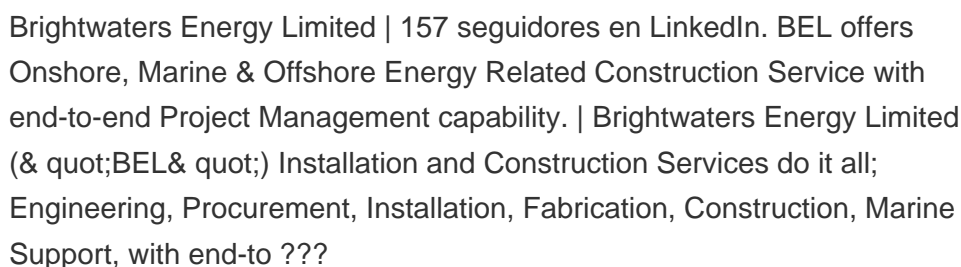 Brightwaters Energy Limited | 157 seguidores en LinkedIn. BEL offers
Onshore, Marine & Offshore Energy Related Construction Service with
end-to-end Project Management capability. | Brightwaters Energy Limited
(& quot;BEL& quot;) Installation and Construction Services do it all;
Engineering, Procurement, Installation, Fabrication, Construction, Marine
Support, with end-to ???